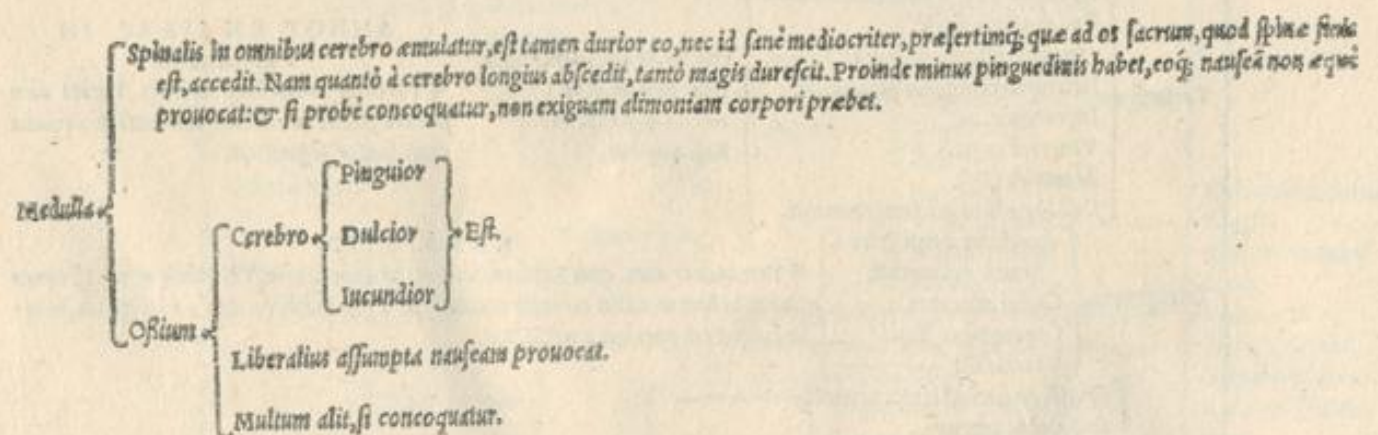 Spinalis in omnibus cerebro æmulatur, est tamen durior eo, nec id sanè mediocriter, præsertimq́; quæ ad os sacrum, quod spinæ finis
est, accedit. Nam quantò à cerebro longius abscedit, tantò magis durescit. Proinde minus pinguedinis habet, eoq́; nauseā non æquè
prouocat: & si probè concoquatur, non exiguam alimoniam corpori præbet.
Pinguior
Medulla
Cerebro Dulcior Est.
Iucundior
Ossium
Liberalius assumpta nauseam prouocat.
Multum alit, si concoquatur.